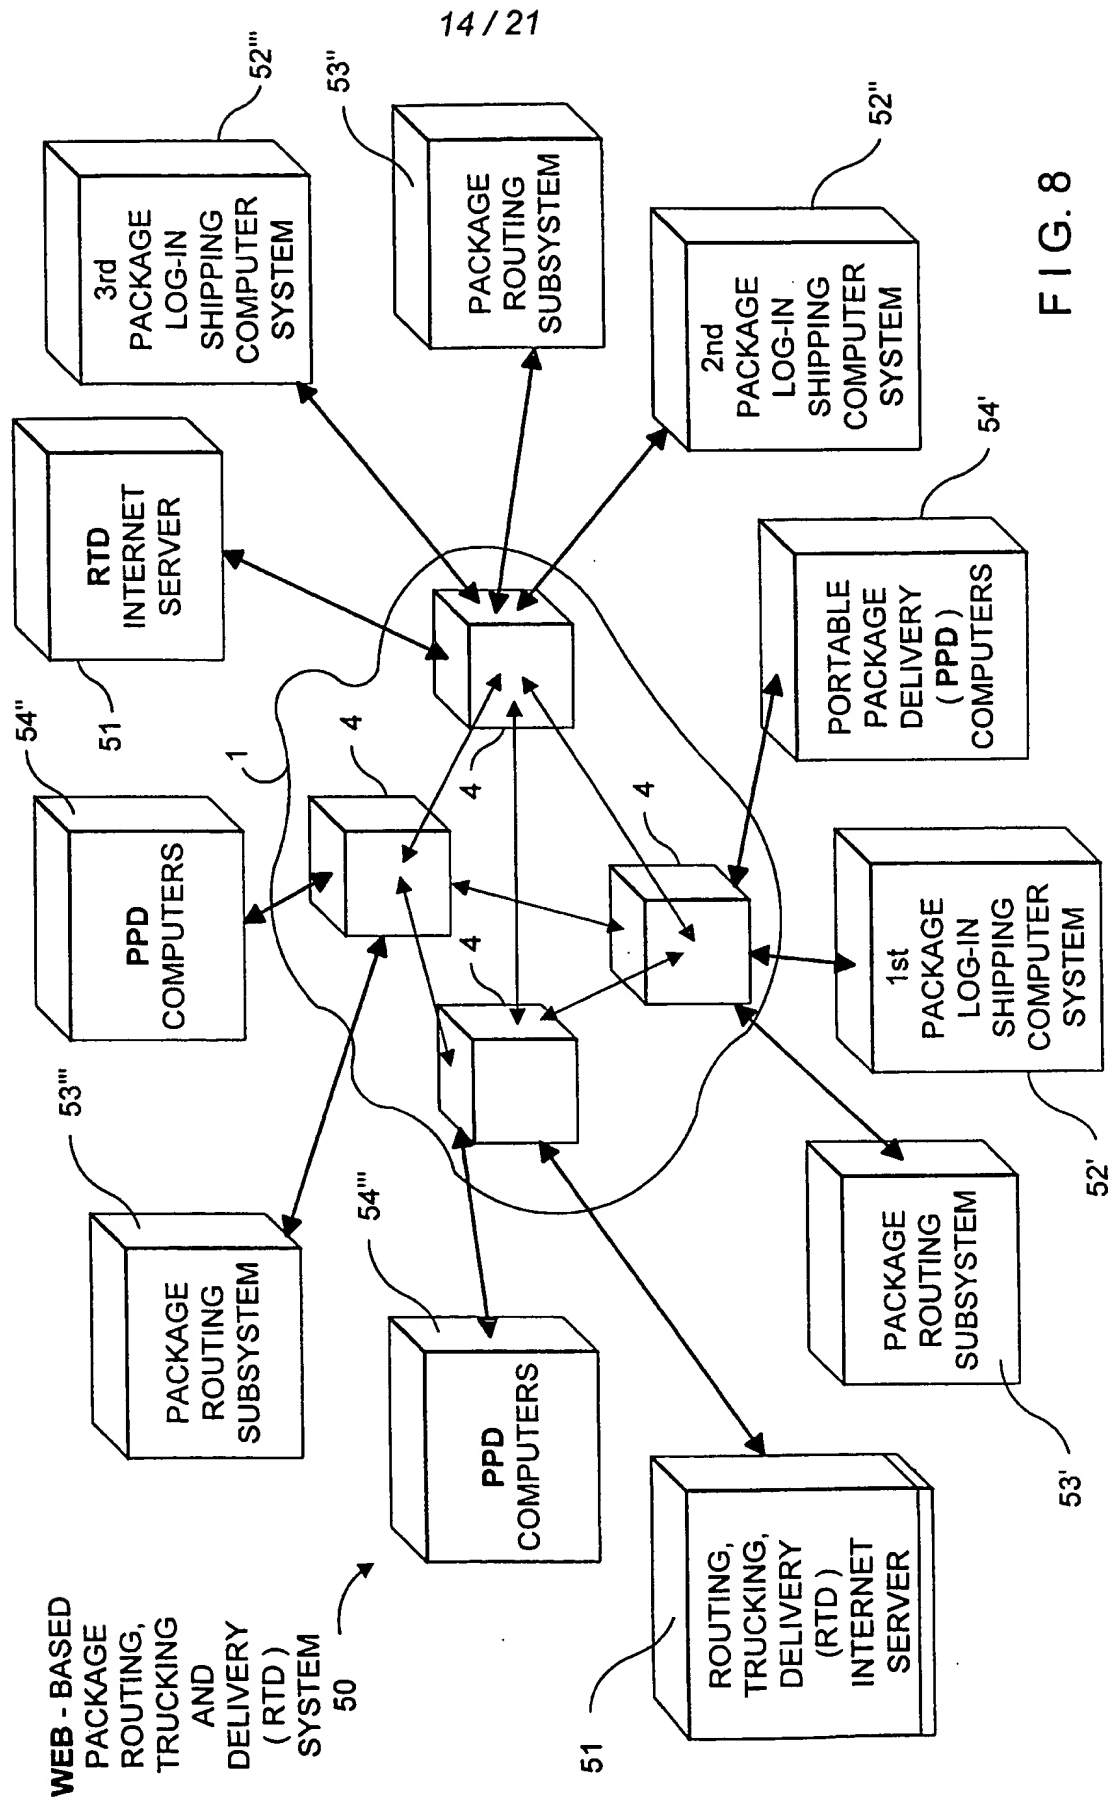 14 / 21
WEB - BASED
PACKAGE
ROUTING,
TRUCKING
AND
DELIVERY
( RTD )
SYSTEM
50
53'''
PACKAGE
ROUTING
SUBSYSTEM
54''
PPD
COMPUTERS
51
RTD
INTERNET
SERVER
52'''
3rd
PACKAGE
LOG-IN
SHIPPING
COMPUTER
SYSTEM
54'''
PPD
COMPUTERS
1
4
4
4
4
53''
PACKAGE
ROUTING
SUBSYSTEM
51
ROUTING,
TRUCKING,
DELIVERY
(RTD)
INTERNET
SERVER
53'
PACKAGE
ROUTING
SUBSYSTEM
52'
1st
PACKAGE
LOG-IN
SHIPPING
COMPUTER
SYSTEM
54'
PORTABLE
PACKAGE
DELIVERY
( PPD )
COMPUTERS
52''
2nd
PACKAGE
LOG-IN
SHIPPING
COMPUTER
SYSTEM
FIG. 8